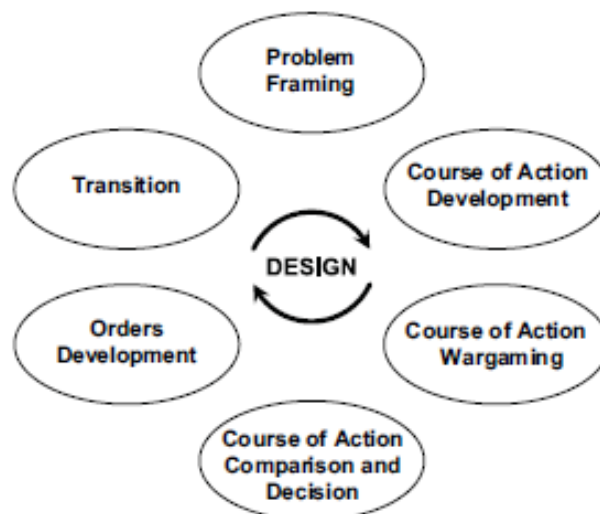 Problem
Framing
Transition
Course of Action
Development
DESIGN
Orders
Development
Course of Action
Wargaming
Course of Action
Comparison and
Decision